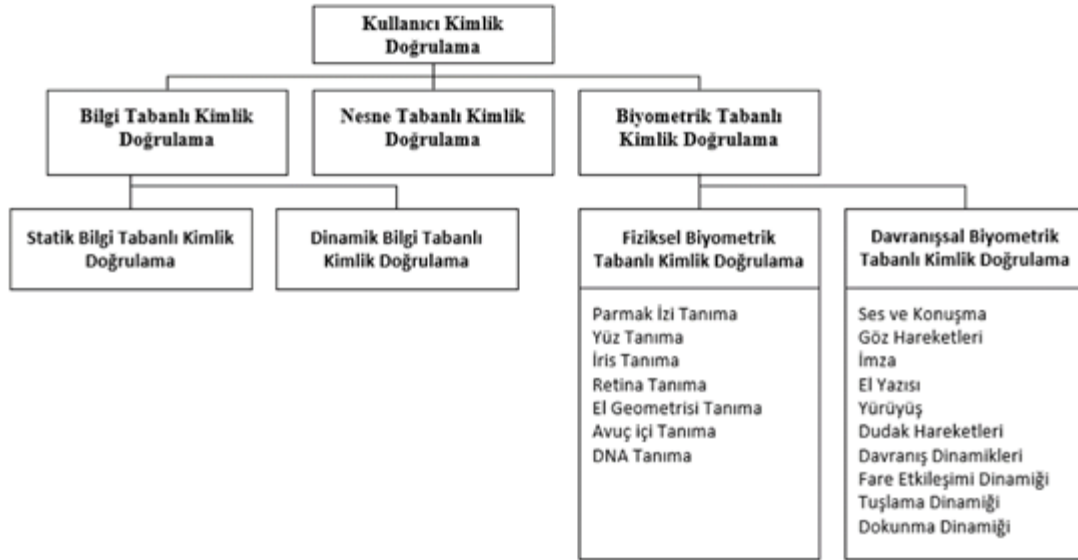 Kullanıcı Kimlik
Doğrulama
Bilgi Tabanlı Kimlik
Doğrulama
Nesne Tabanlı Kimlik
Doğrulama
Biyometrik Tabanlı
Kimlik Doğrulama
Statik Bilgi Tabanlı Kimlik
Doğrulama
Dinamik Bilgi Tabanlı
Kimlik Doğrulama
Fiziksel Biyometrik
Tabanlı Kimlik Doğrulama
Parmak İzi Tanıma
Yüz Tanıma
İris Tanıma
Retina Tanıma
El Geometrisi Tanıma
Avuç içi Tanıma
DNA Tanıma
Davranışsal Biyometrik
Tabanlı Kimlik Doğrulama
Ses ve Konuşma
Göz Hareketleri
İmza
El Yazısı
Yürüyüş
Dudak Hareketleri
Davranış Dinamikleri
Fare Etkileşimi Dinamiği
Tuşlama Dinamiği
Dokunma Dinamiği